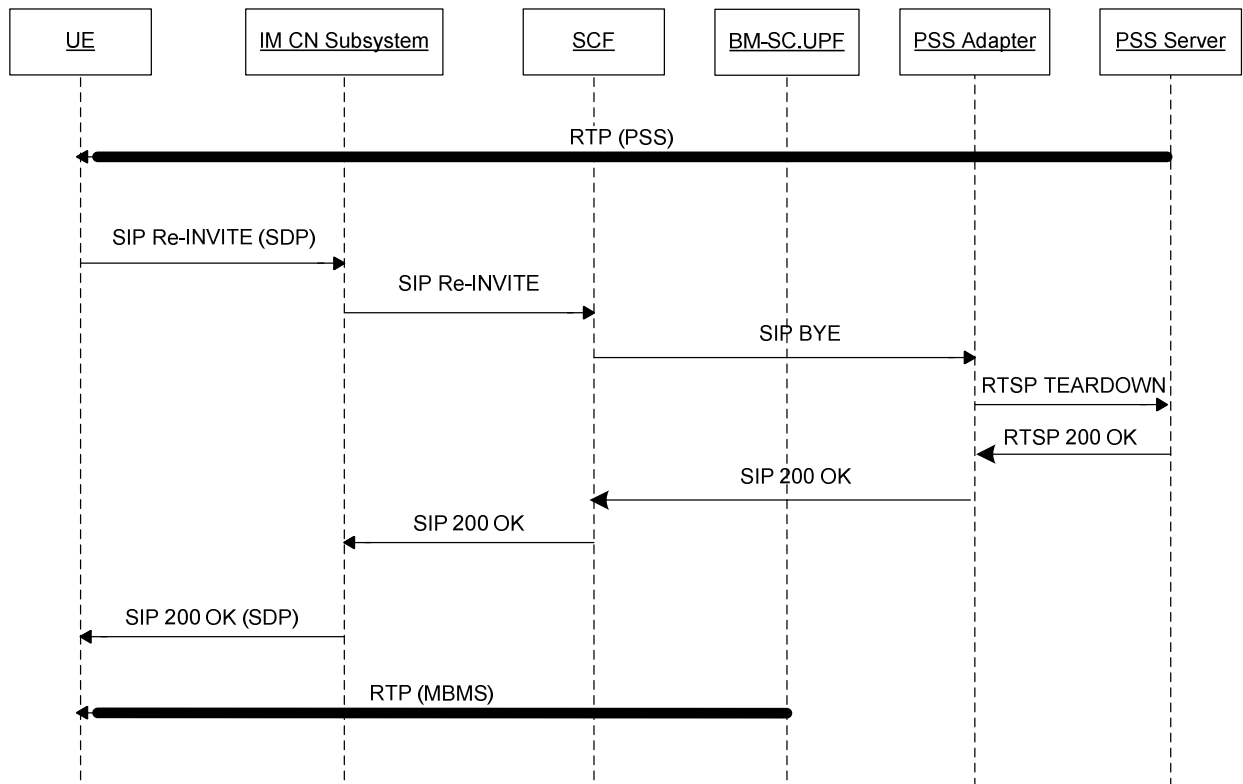 UE
IM CN Subsystem
SCF
BM-SC.UPF
PSS Adapter
PSS Server
RTP (PSS)
SIP Re-INVITE (SDP)
SIP Re-INVITE
SIP BYE
RTSP TEARDOWN
RTSP 200 OK
SIP 200 OK
SIP 200 OK
SIP 200 OK (SDP)
RTP (MBMS)